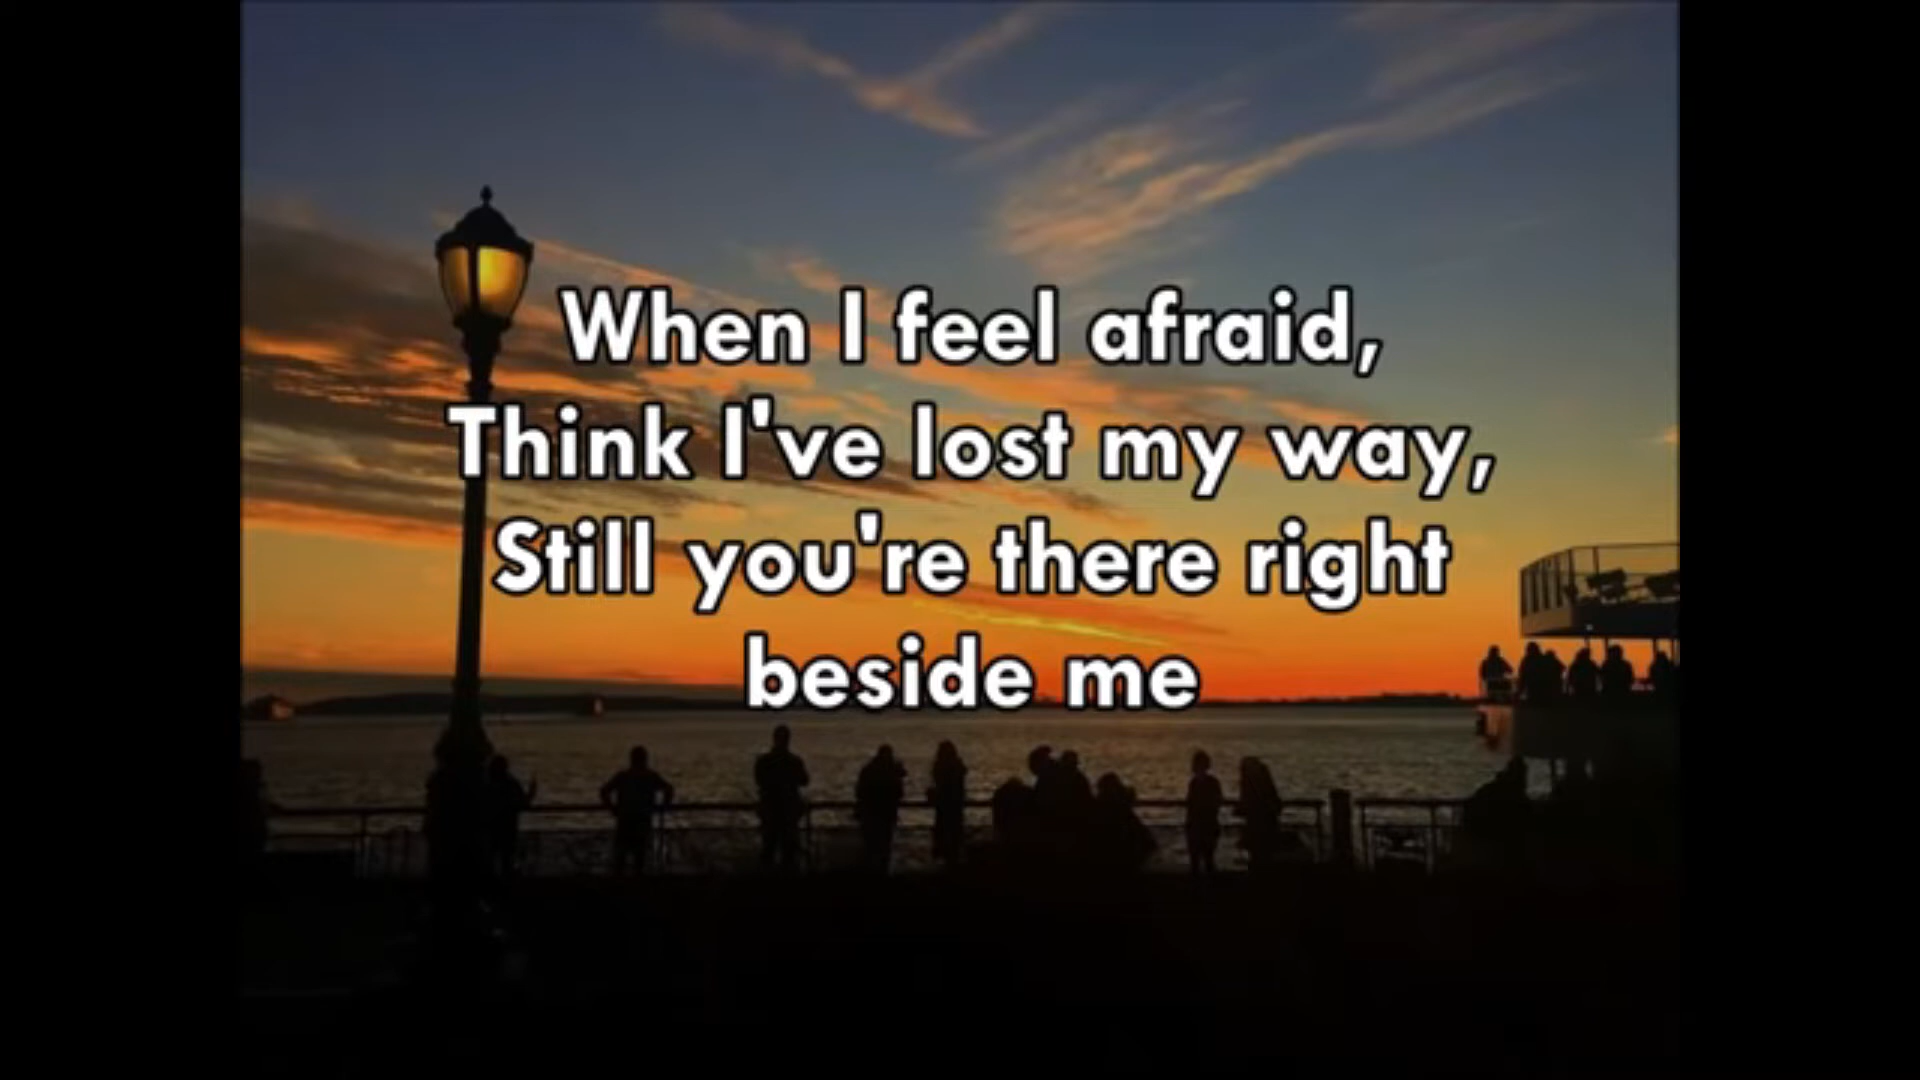 When I feel afraid,
Think I've lost my way,
Still you're there right
beside me